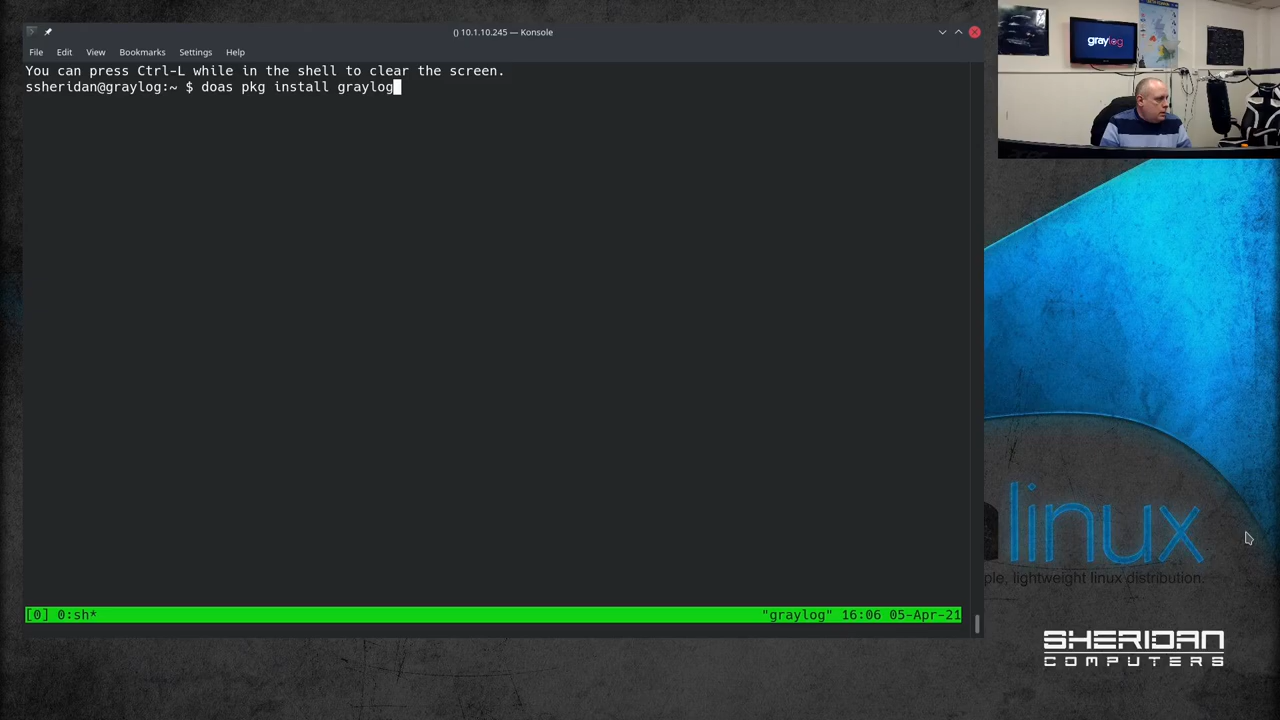 () 10.1.10.245 — Konsole
File Edit View Bookmarks Settings Help
You can press Ctrl-L while in the shell to clear the screen.
ssheridan@graylog:~ $ doas pkg install graylog
[0] 0:sh* "graylog" 16:06 05-Apr-21
graylog
linux
ple, lightweight linux distribution.
SHERIDAN
COMPUTERS